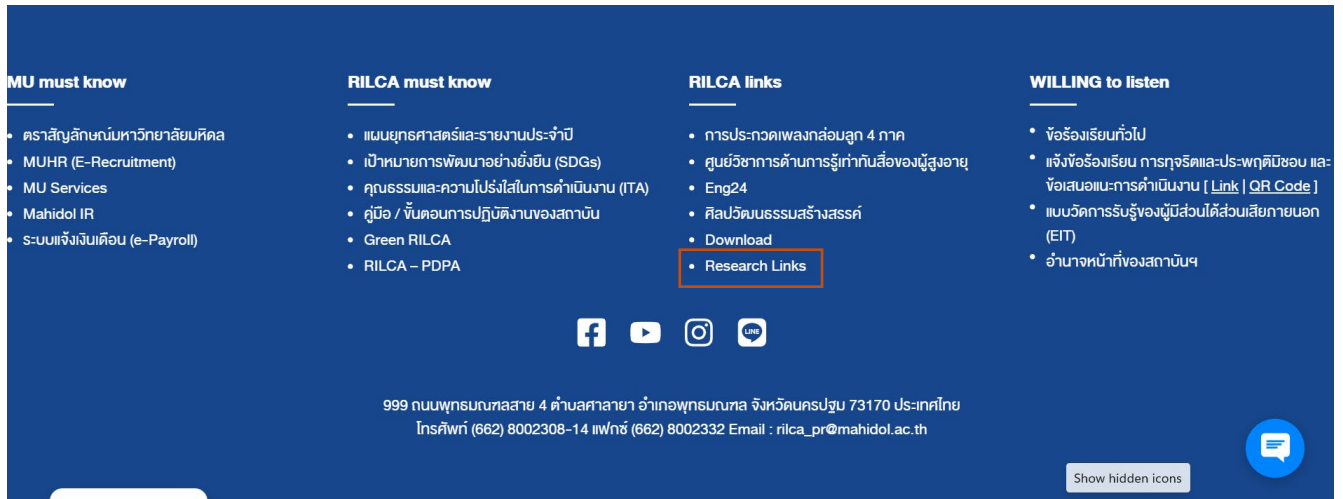 MU must know
ตราสัญลักษณ์มหาวิทยาลัยมหิดล
MUHR (E-Recruitment)
MU Services
Mahidol IR
ระบบแจ้งเงินเดือน (e-Payroll)
RILCA must know
แผนยุทธศาสตร์และรายงานประจำปี
เป้าหมายการพัฒนาอย่างยั่งยืน (SDGs)
คุณธรรมและความโปร่งใสในการดำเนินงาน (ITA)
คู่มือ / ขั้นตอนการปฏิบัติงานของสถาบัน
Green RILCA
RILCA – PDPA
RILCA links
การประกวดเพลงกล่อมลูก 4 ภาค
ศูนย์วิชาการด้านการรู้เท่าทันสื่อของผู้สูงอายุ
Eng24
ศิลปวัฒนธรรมสร้างสรรค์
Download
Research Links
WILLING to listen
ข้อร้องเรียนทั่วไป
แจ้งข้อร้องเรียน การทุจริตและประพฤติมิชอบ และ
ข้อเสนอแนะการดำเนินงาน [ Link | QR Code ]
แบบวัดการรับรู้ของผู้มีส่วนได้ส่วนเสียภายนอก
(EIT)
อำนาจหน้าที่ของสถาบันฯ
LINE
999 ถนนพุทธมณฑลสาย 4 ตำบลศาลายา อำเภอพุทธมณฑล จังหวัดนครปฐม 73170 ประเทศไทย
โทรศัพท์ (662) 8002308-14 แฟกซ์ (662) 8002332 Email : rilca_pr@mahidol.ac.th
Show hidden icons